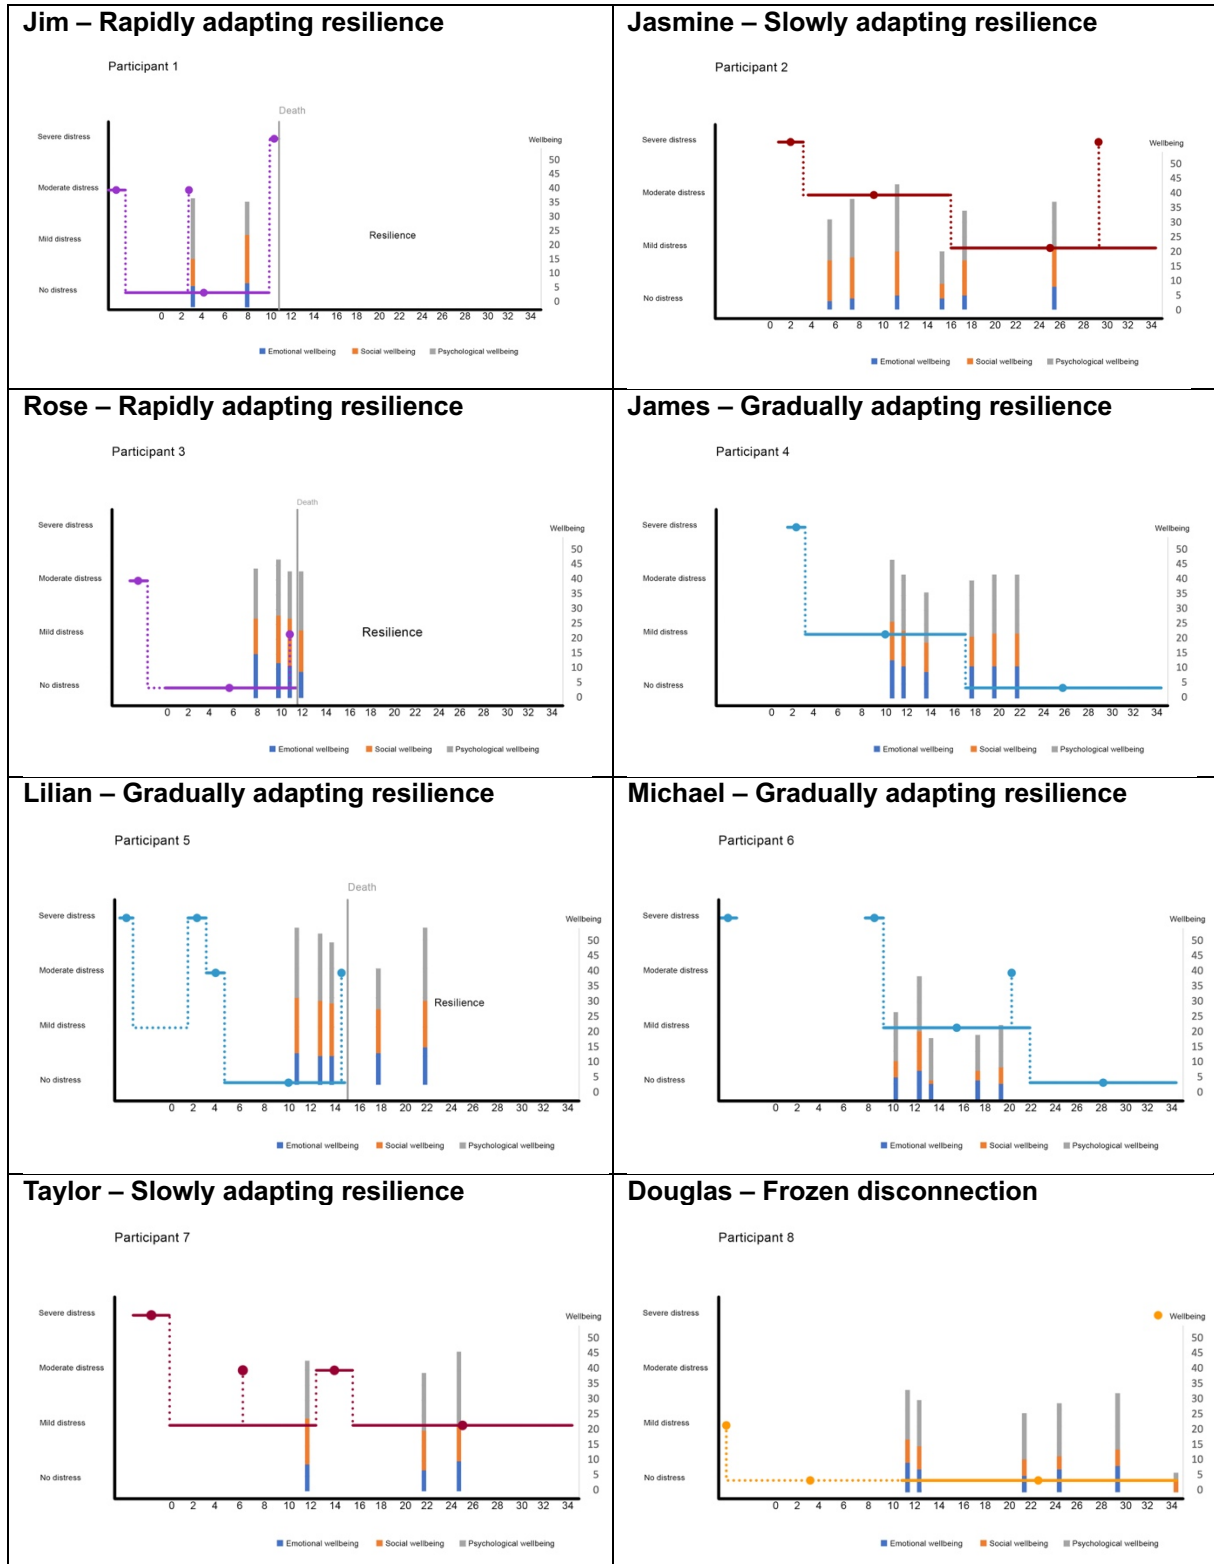 Jim – Rapidly adapting resilience
Participant 1
Death
Severe distress
Wellbeing
50
45
Moderate distress
40
35
30
Mild distress
Resilience
25
20
15
10
No distress
5
0
0 2 4 6 8 10 12 20 22 24 26 28 30 32 34
Emotional wellbeing Social wellbeing Psychological wellbeing
Jasmine – Slowly adapting resilience
Participant 2
Severe distress
Wellbeing
50
45
Moderate distress
40
35
30
25
Mild distress
20
15
10
5
No distress
0
0 2 4 6 8 10 12 14 16 18 20 22 24 26 28 30 32 34
Emotional wellbeing Social wellbeing Psychological wellbeing
Rose – Rapidly adapting resilience
Participant 3
Death
Severe distress
Wellbeing
50
45
Moderate distress
40
35
30
25
Mild distress
Resilience
20
15
10
No distress
5
0
0 2 4 6 8 10 12 14 16 18 20 22 24 26 28 30 32 34
Emotional wellbeing Social wellbeing Psychological wellbeing
James – Gradually adapting resilience
Participant 4
Severe distress
Wellbeing
50
45
Moderate distress
40
35
30
25
Mild distress
20
15
10
No distress
5
0
0 2 4 6 8 10 12 14 16 18 20 22 24 26 28 30 32 34
Emotional wellbeing Social wellbeing Psychological wellbeing
Lilian – Gradually adapting resilience
Participant 5
Death
Severe distress
Wellbeing
50
45
Moderate distress
40
35
30
Resilience
25
Mild distress
20
15
10
No distress
5
0
0 2 4 6 8 10 12 14 16 18 20 22 24 26 28 30 32 34
Emotional wellbeing Social wellbeing Psychological wellbeing
Michael – Gradually adapting resilience
Participant 6
Severe distress
Wellbeing
50
45
Moderate distress
40
35
30
25
Mild distress
20
15
10
No distress
5
0
0 2 4 6 8 10 12 14 16 18 20 22 24 26 28 30 32 34
Emotional wellbeing Social wellbeing Psychological wellbeing
Taylor – Slowly adapting resilience
Participant 7
Severe distress
Wellbeing
50
45
Moderate distress
40
35
30
25
Mild distress
20
15
10
No distress
5
0
0 2 4 6 8 10 12 14 16 18 20 22 24 26 28 30 32 34
Emotional wellbeing Social wellbeing Psychological wellbeing
Douglas – Frozen disconnection
Participant 8
Severe distress
Wellbeing
50
45
Moderate distress
40
35
30
25
Mild distress
20
15
10
No distress
5
0
0 2 4 6 8 10 12 14 16 18 20 22 24 26 28 30 32 34
Emotional wellbeing Social wellbeing Psychological wellbeing